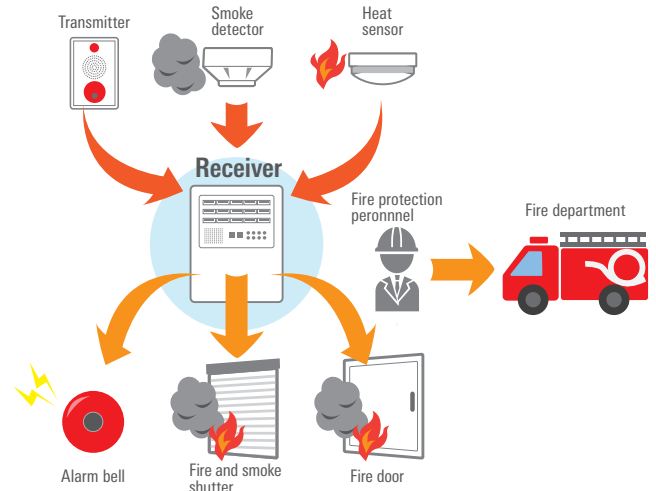 Transmitter
Smoke
detector
Heat
sensor
Receiver
Fire protection
peronnnel
Fire department
Alarm bell
Fire and smoke
shutter
Fire door